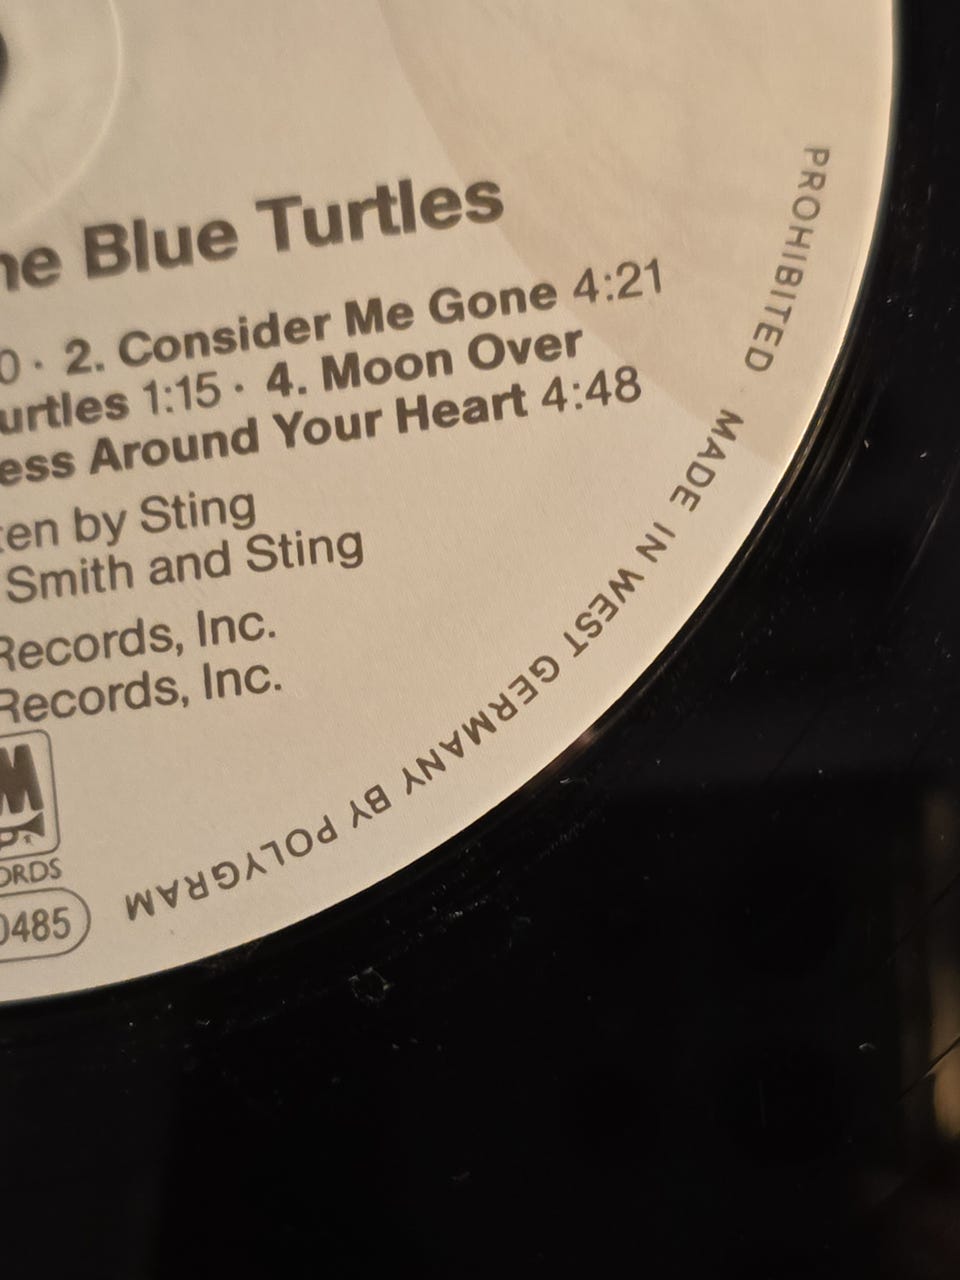 ne Blue Turtles
0 · 2. Consider Me Gone 4:21
urtles 1:15 · 4. Moon Over
ess Around Your Heart 4:48
ten by Sting
Smith and Sting
Records, Inc.
Records, Inc.
M
ORDS
0485
PROHIBITED · MADE IN WEST GERMANY BY POLYGRAM